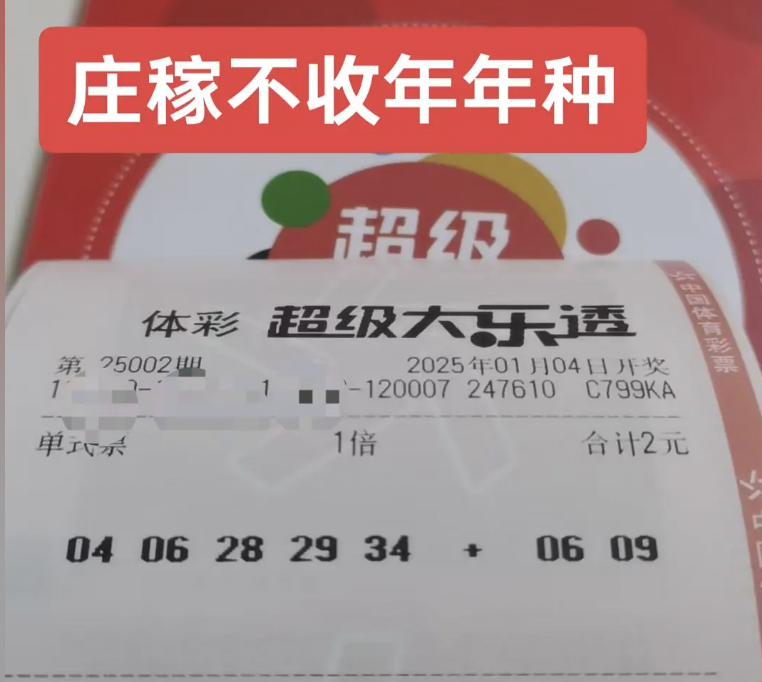 庄稼不收年年种
超级
体彩 超级大乐透
第 25002期 2025年01月04日开奖
-120007 247610 C799KA
单式票 1倍 合计2元
04 06 28 29 34 + 06 09
中国体育彩票